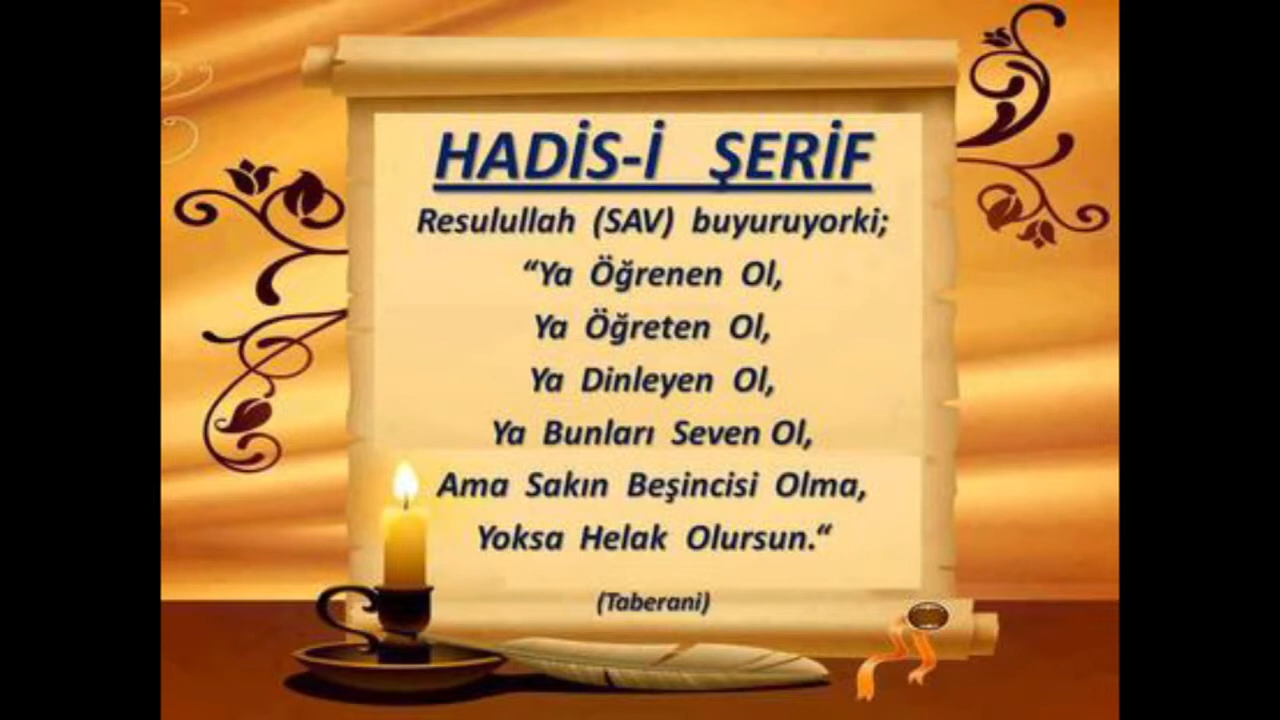 HADİS-İ ŞERİF
Resulullah (SAV) buyuruyorki;
“Ya Öğrenen Ol,
Ya Öğreten Ol,
Ya Dinleyen Ol,
Ya Bunları Seven Ol,
Ama Sakın Beşincisi Olma,
Yoksa Helak Olursun.“
(Taberani)